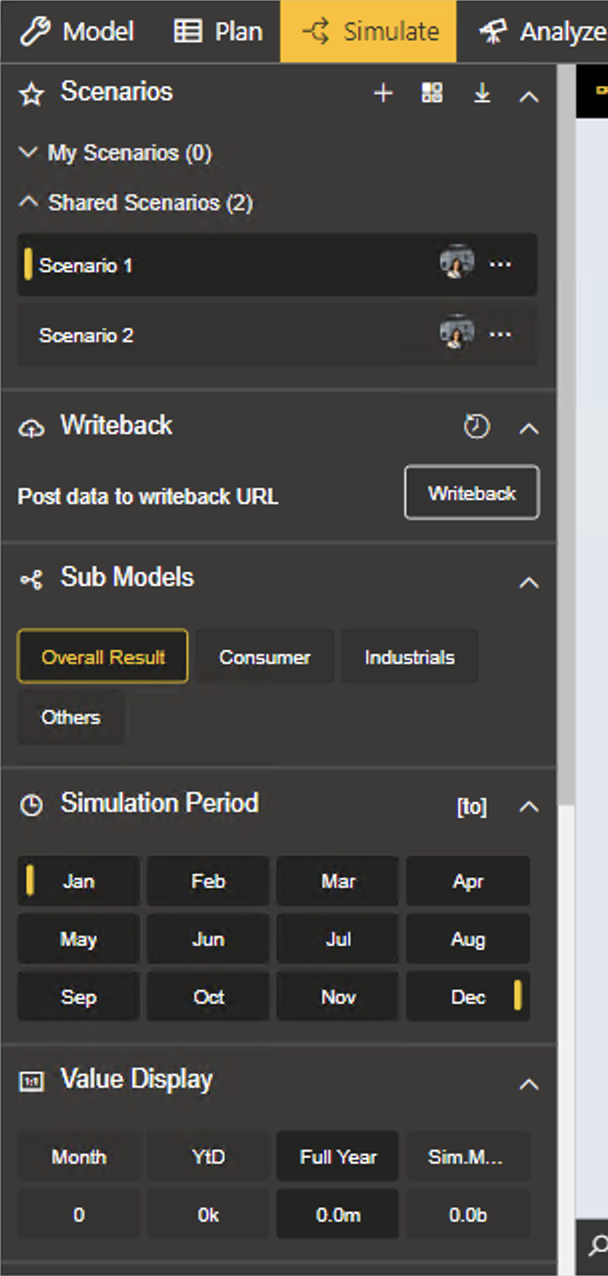 Model Plan Simulate Analyze
Scenarios
My Scenarios (0)
Shared Scenarios (2)
Scenario 1 ...
Scenario 2 ...
Writeback
Post data to writeback URL Writeback
Sub Models
Overall Result Consumer Industrials
Others
Simulation Period [to]
Jan Feb Mar Apr
May Jun Jul Aug
Sep Oct Nov Dec
1:1 Value Display
Month YtD Full Year Sim.M...
0 0k 0.0m 0.0b